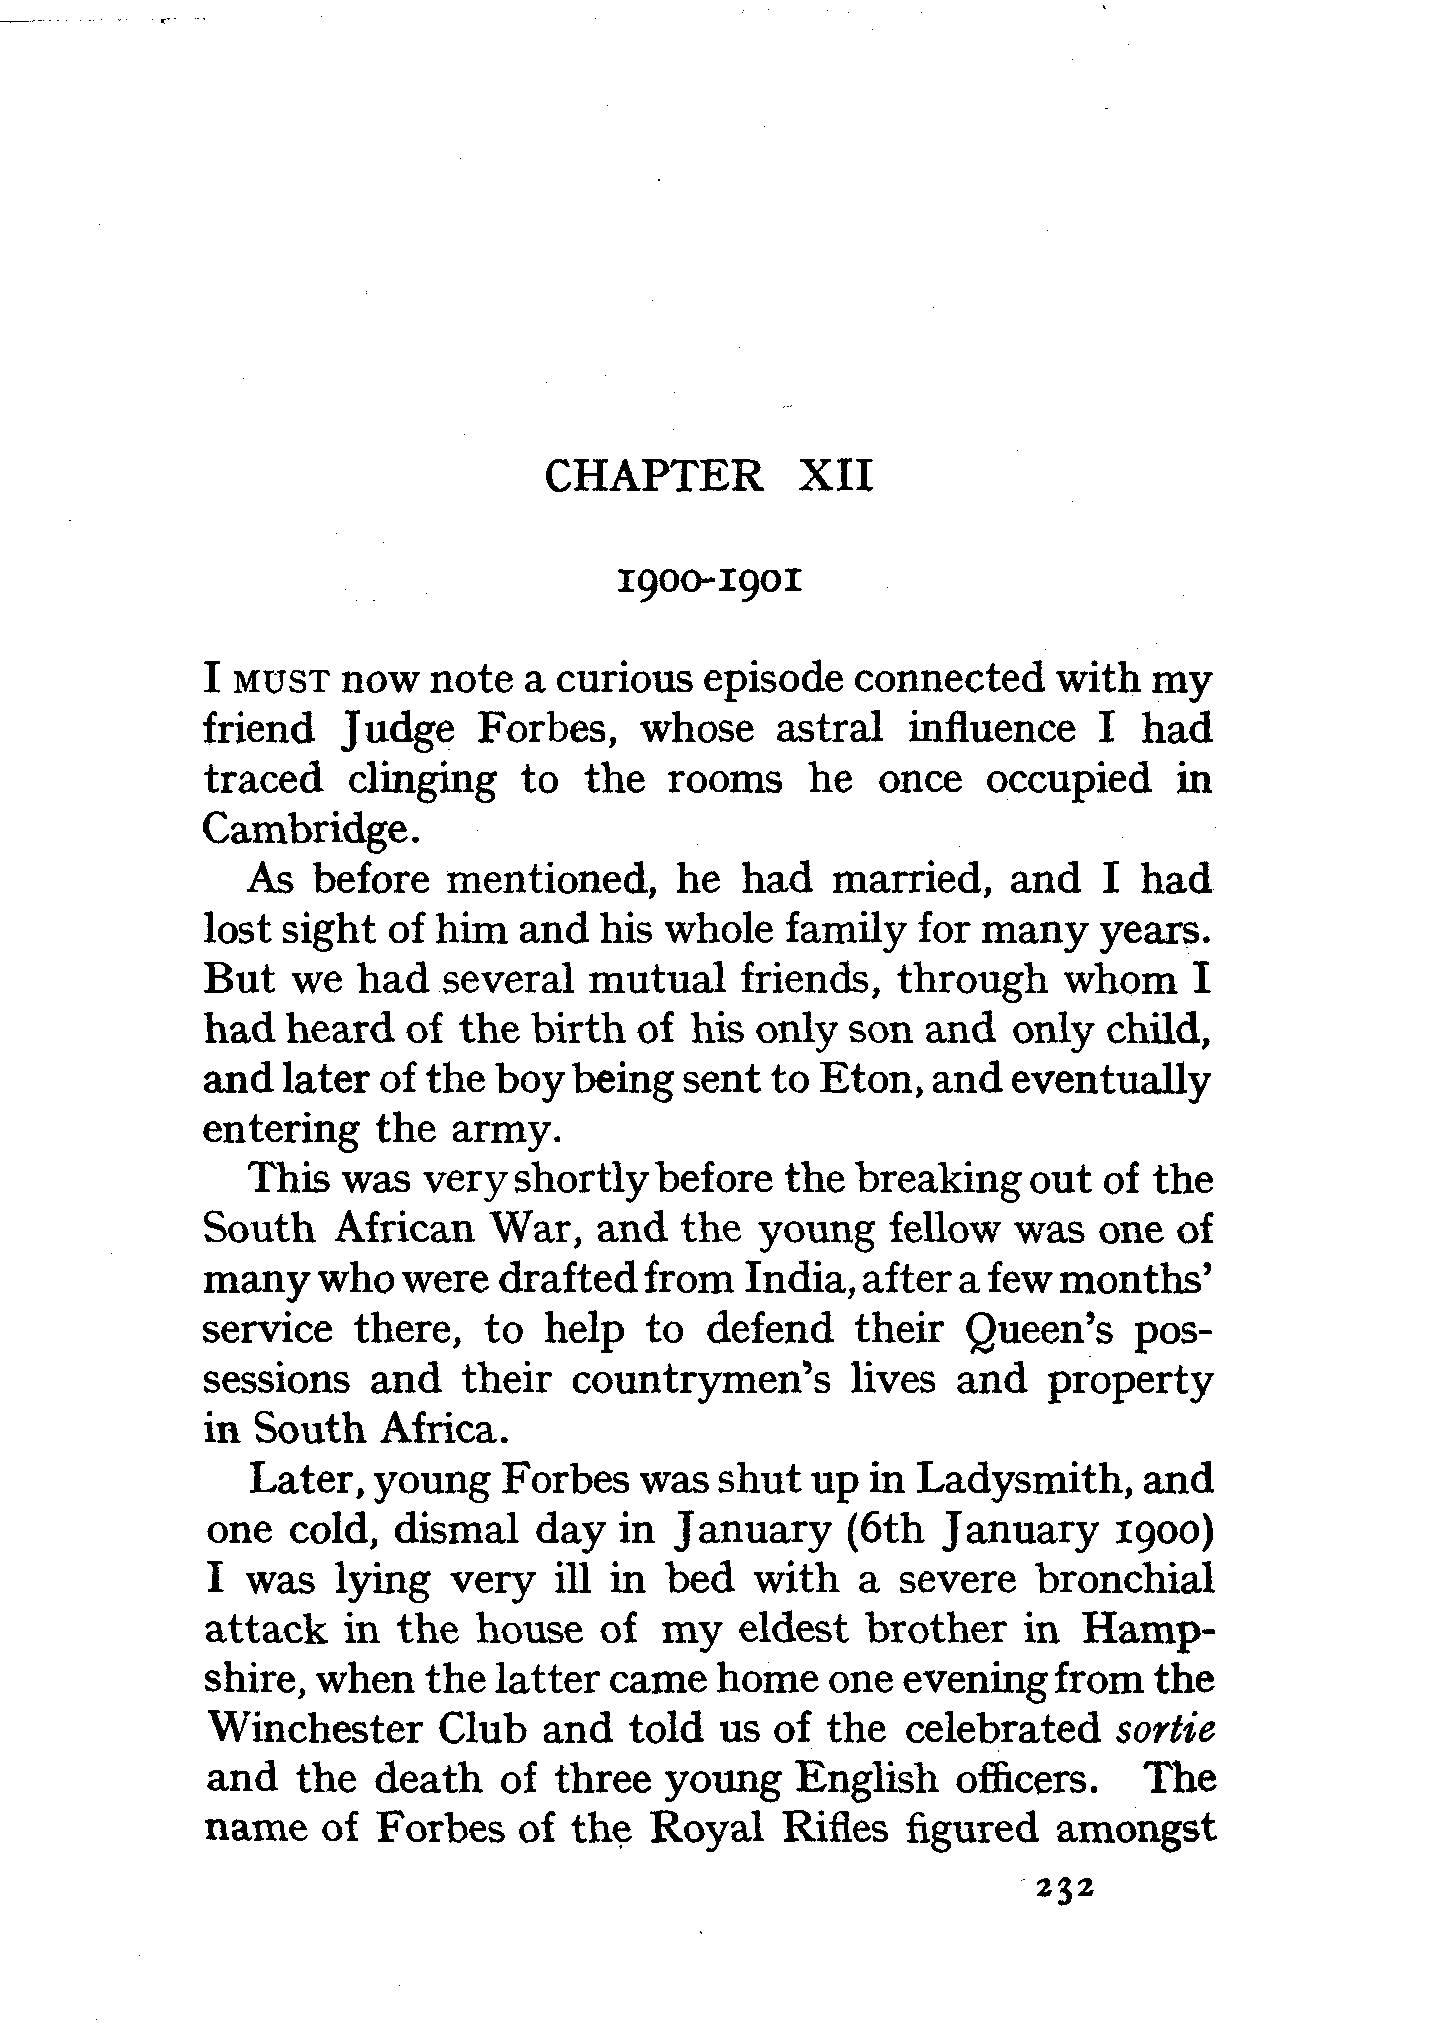 CHAPTER XII
1900-1901
I MUST now note a curious episode connected with my
friend Judge Forbes, whose astral influence I had
traced clinging to the rooms he once occupied in
Cambridge.
As before mentioned, he had married, and I had
lost sight of him and his whole family for many years.
But we had several mutual friends, through whom I
had heard of the birth of his only son and only child,
and later of the boy being sent to Eton, and eventually
entering the army.
This was very shortly before the breaking out of the
South African War, and the young fellow was one of
many who were drafted from India, after a few months'
service there, to help to defend their Queen's pos-
sessions and their countrymen's lives and property
in South Africa.
Later, young Forbes was shut up in Ladysmith, and
one cold, dismal day in January (6th January 1900)
I was lying very ill in bed with a severe bronchial
attack in the house of my eldest brother in Hamp-
shire, when the latter came home one evening from the
Winchester Club and told us of the celebrated sortie
and the death of three young English officers. The
name of Forbes of the Royal Rifles figured amongst
232